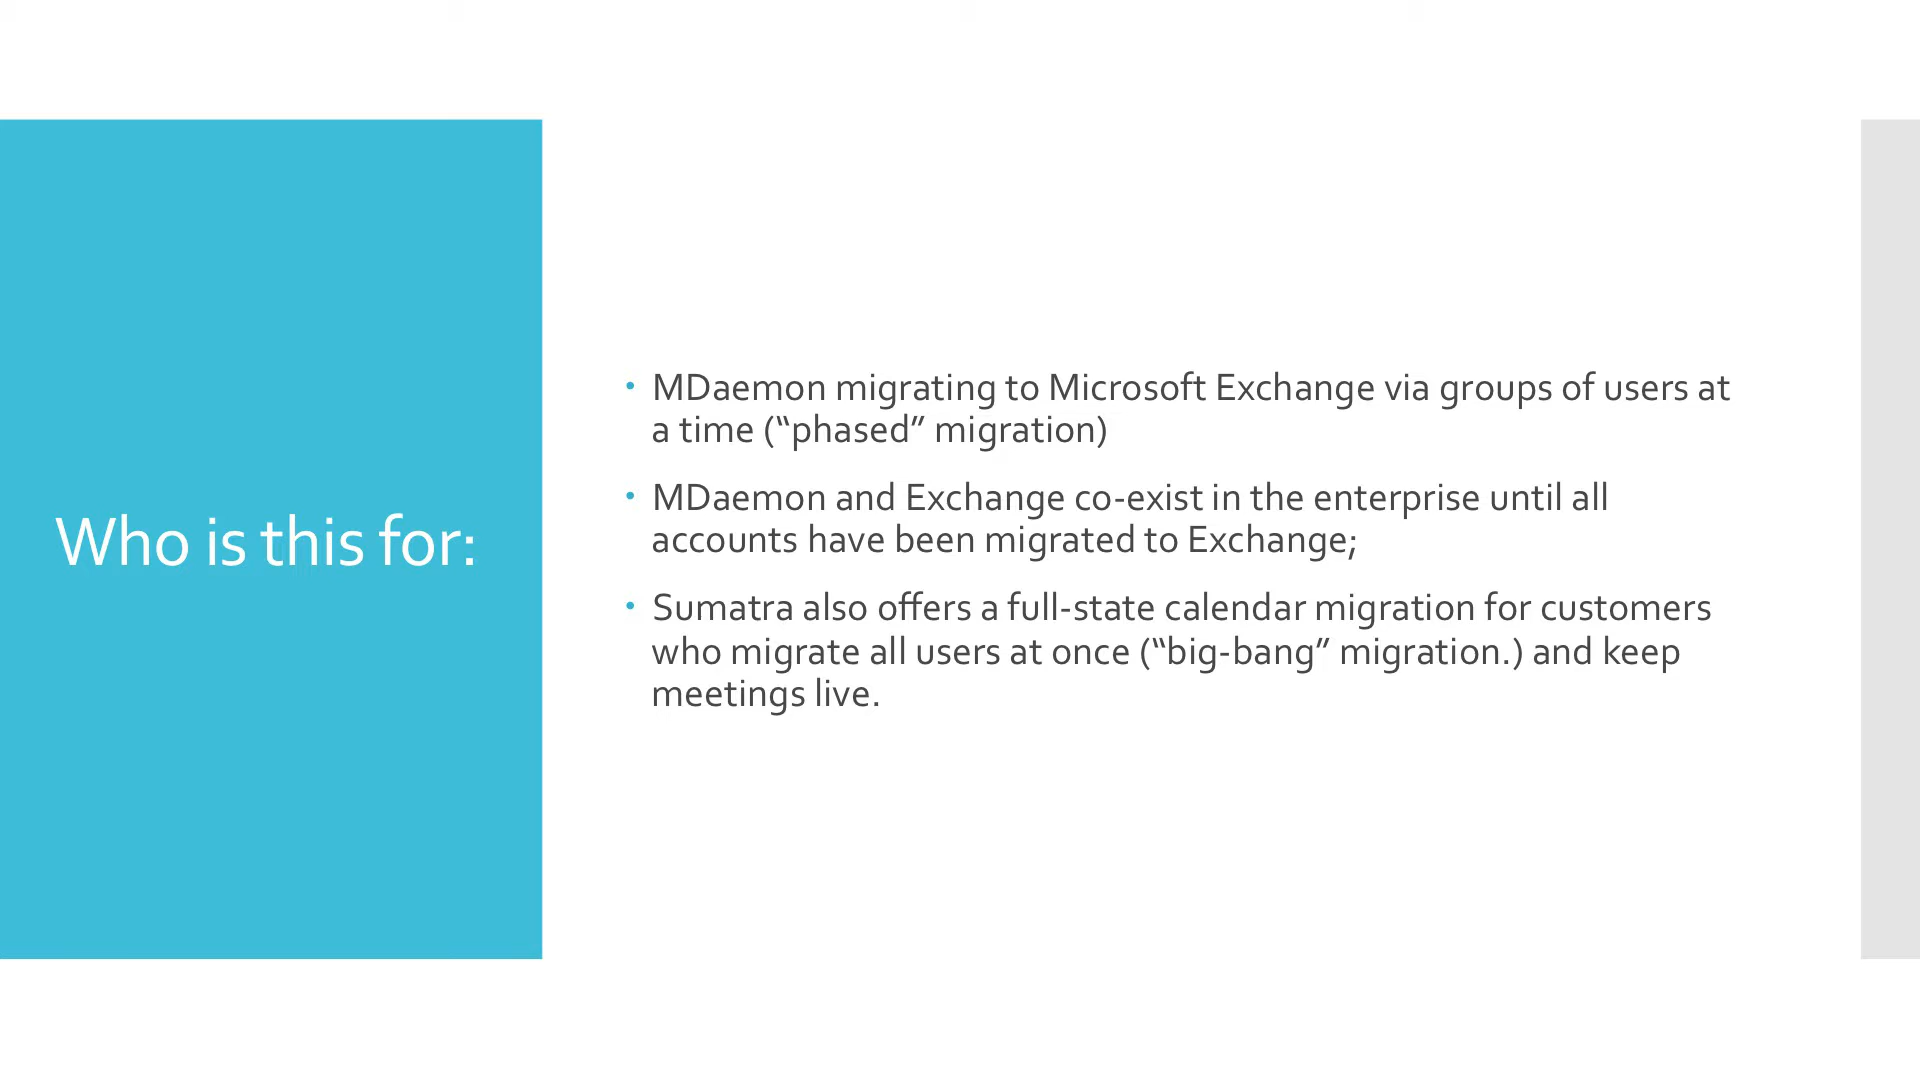 Who is this for:
• MDaemon migrating to Microsoft Exchange via groups of users at
a time (“phased” migration)
• MDaemon and Exchange co-exist in the enterprise until all
accounts have been migrated to Exchange;
• Sumatra also offers a full-state calendar migration for customers
who migrate all users at once (“big-bang” migration.) and keep
meetings live.